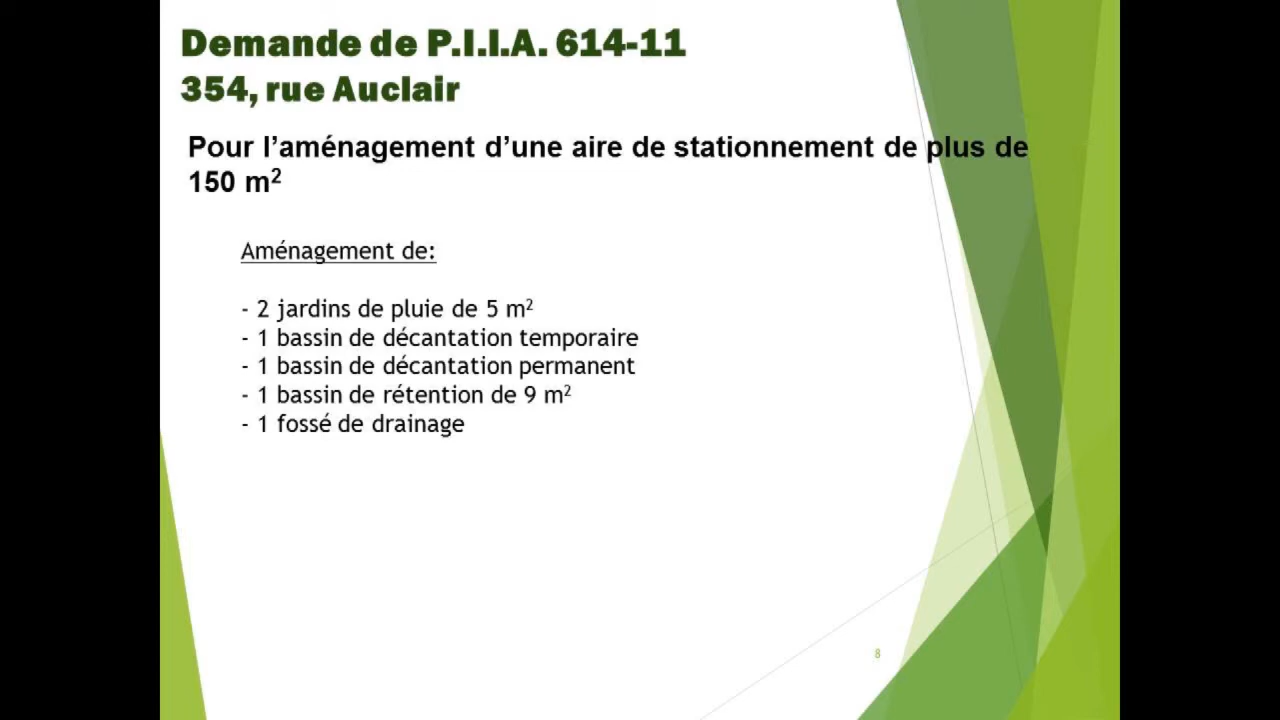 Demande de P.I.I.A. 614-11
354, rue Auclair
Pour l’aménagement d’une aire de stationnement de plus de
150 m²
Aménagement de:
- 2 jardins de pluie de 5 m²
- 1 bassin de décantation temporaire
- 1 bassin de décantation permanent
- 1 bassin de rétention de 9 m²
- 1 fossé de drainage
8